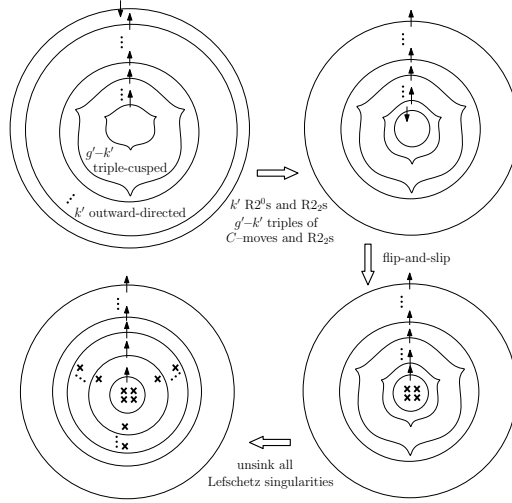 g′–k′
triple-cusped
k′ outward-directed
k′ R2⁰s and R2₂s
g′–k′ triples of
C–moves and R2₂s
flip-and-slip
unsink all
Lefschetz singularities